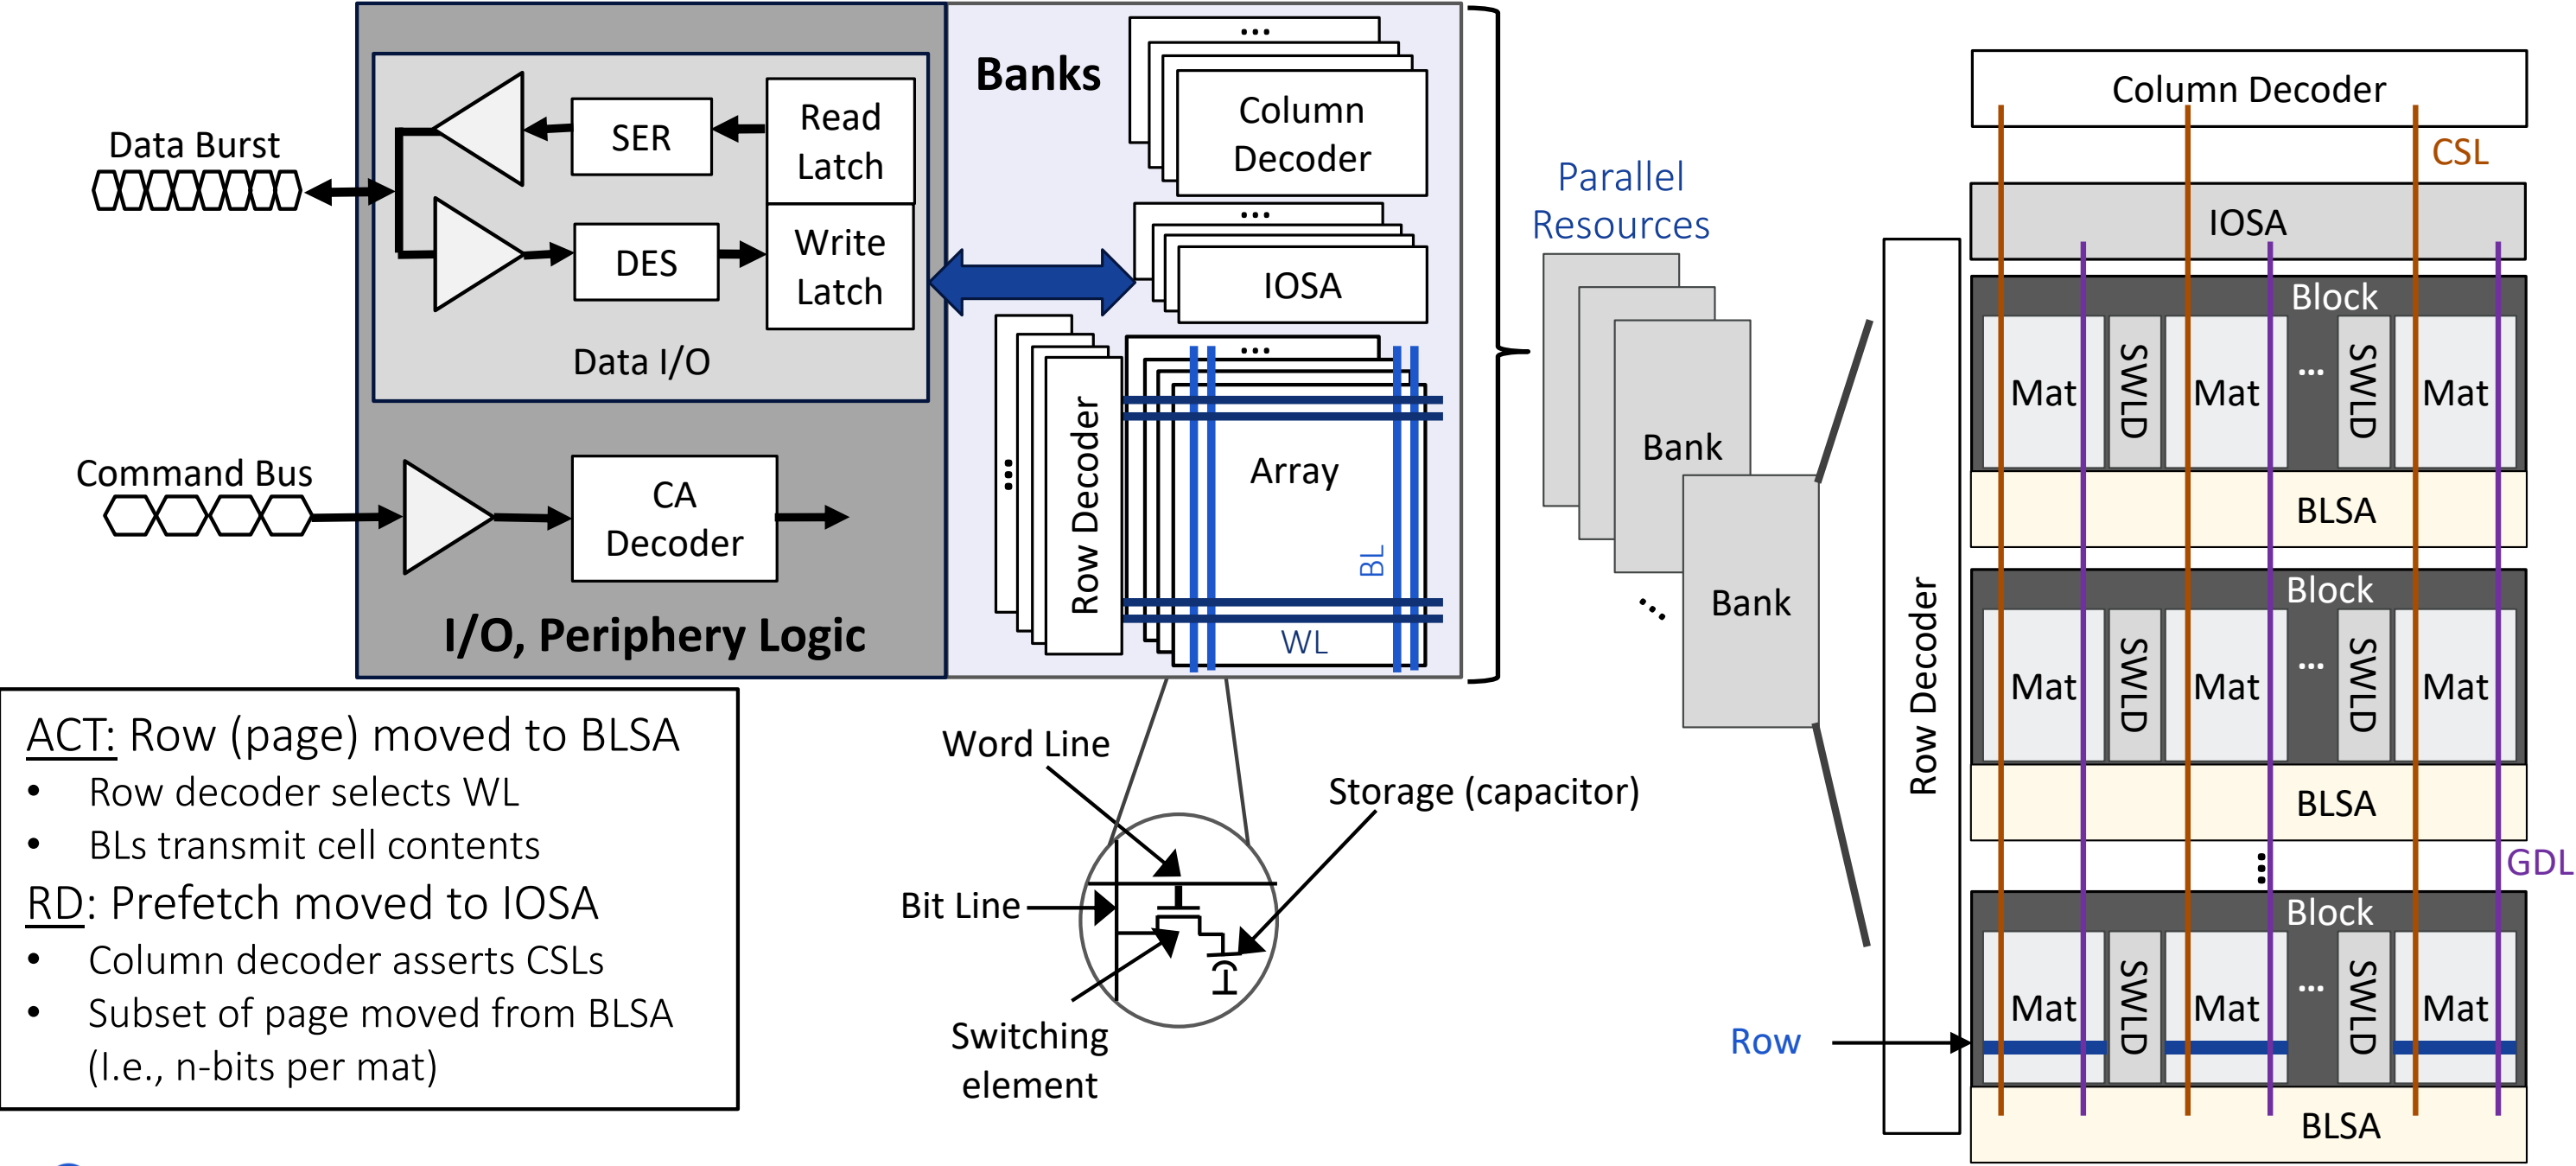 Data Burst
SER
Read
Latch
DES
Write
Latch
Data I/O
Command Bus
CA
Decoder
I/O, Periphery Logic
Banks
...
Column
Decoder
...
IOSA
...
Row Decoder
...
Array
BL
WL
Parallel
Resources
Bank
Bank
...
Column Decoder
CSL
IOSA
Row Decoder
Block
Mat
SWLD
Mat
...
SWLD
Mat
BLSA
Block
Mat
SWLD
Mat
...
SWLD
Mat
BLSA
...
GDL
Block
Mat
SWLD
Mat
...
SWLD
Mat
BLSA
Row
Word Line
Storage (capacitor)
Bit Line
Switching
element
ACT: Row (page) moved to BLSA
• Row decoder selects WL
• BLs transmit cell contents
RD: Prefetch moved to IOSA
• Column decoder asserts CSLs
• Subset of page moved from BLSA
(I.e., n-bits per mat)